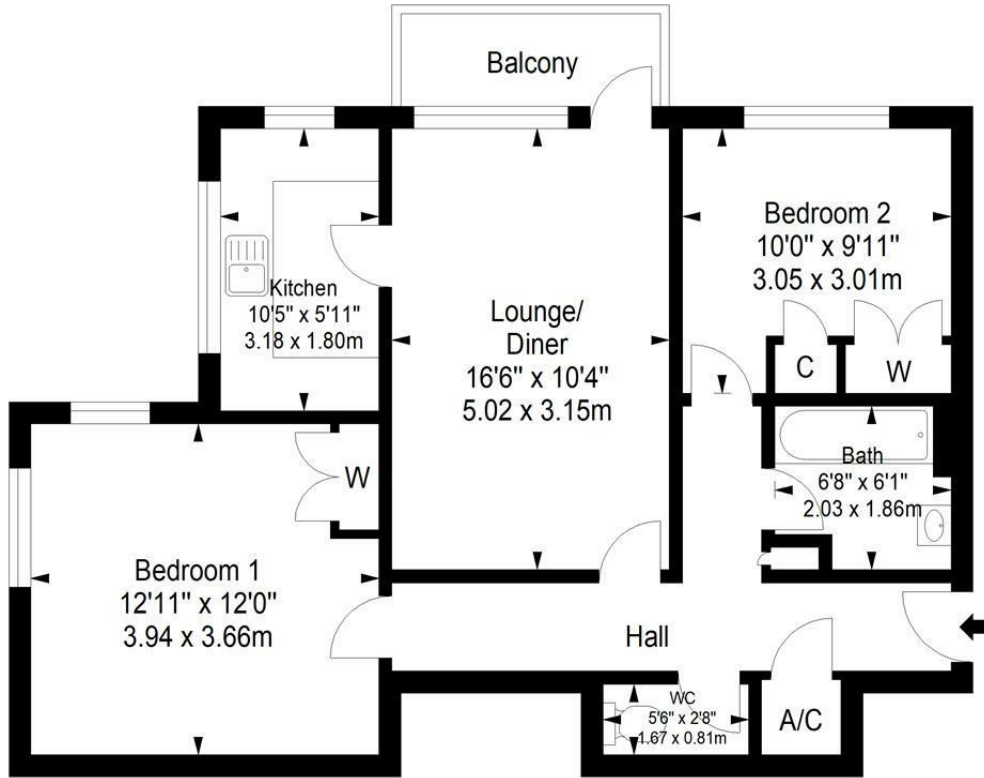 Balcony
Kitchen
10'5" x 5'11"
3.18 x 1.80m
Lounge/
Diner
16'6" x 10'4"
5.02 x 3.15m
Bedroom 2
10'0" x 9'11"
3.05 x 3.01m
C
W
W
Bath
6'8" x 6'1"
2.03 x 1.86m
Bedroom 1
12'11" x 12'0"
3.94 x 3.66m
Hall
WC
5'6" x 2'8"
1.67 x 0.81m
A/C